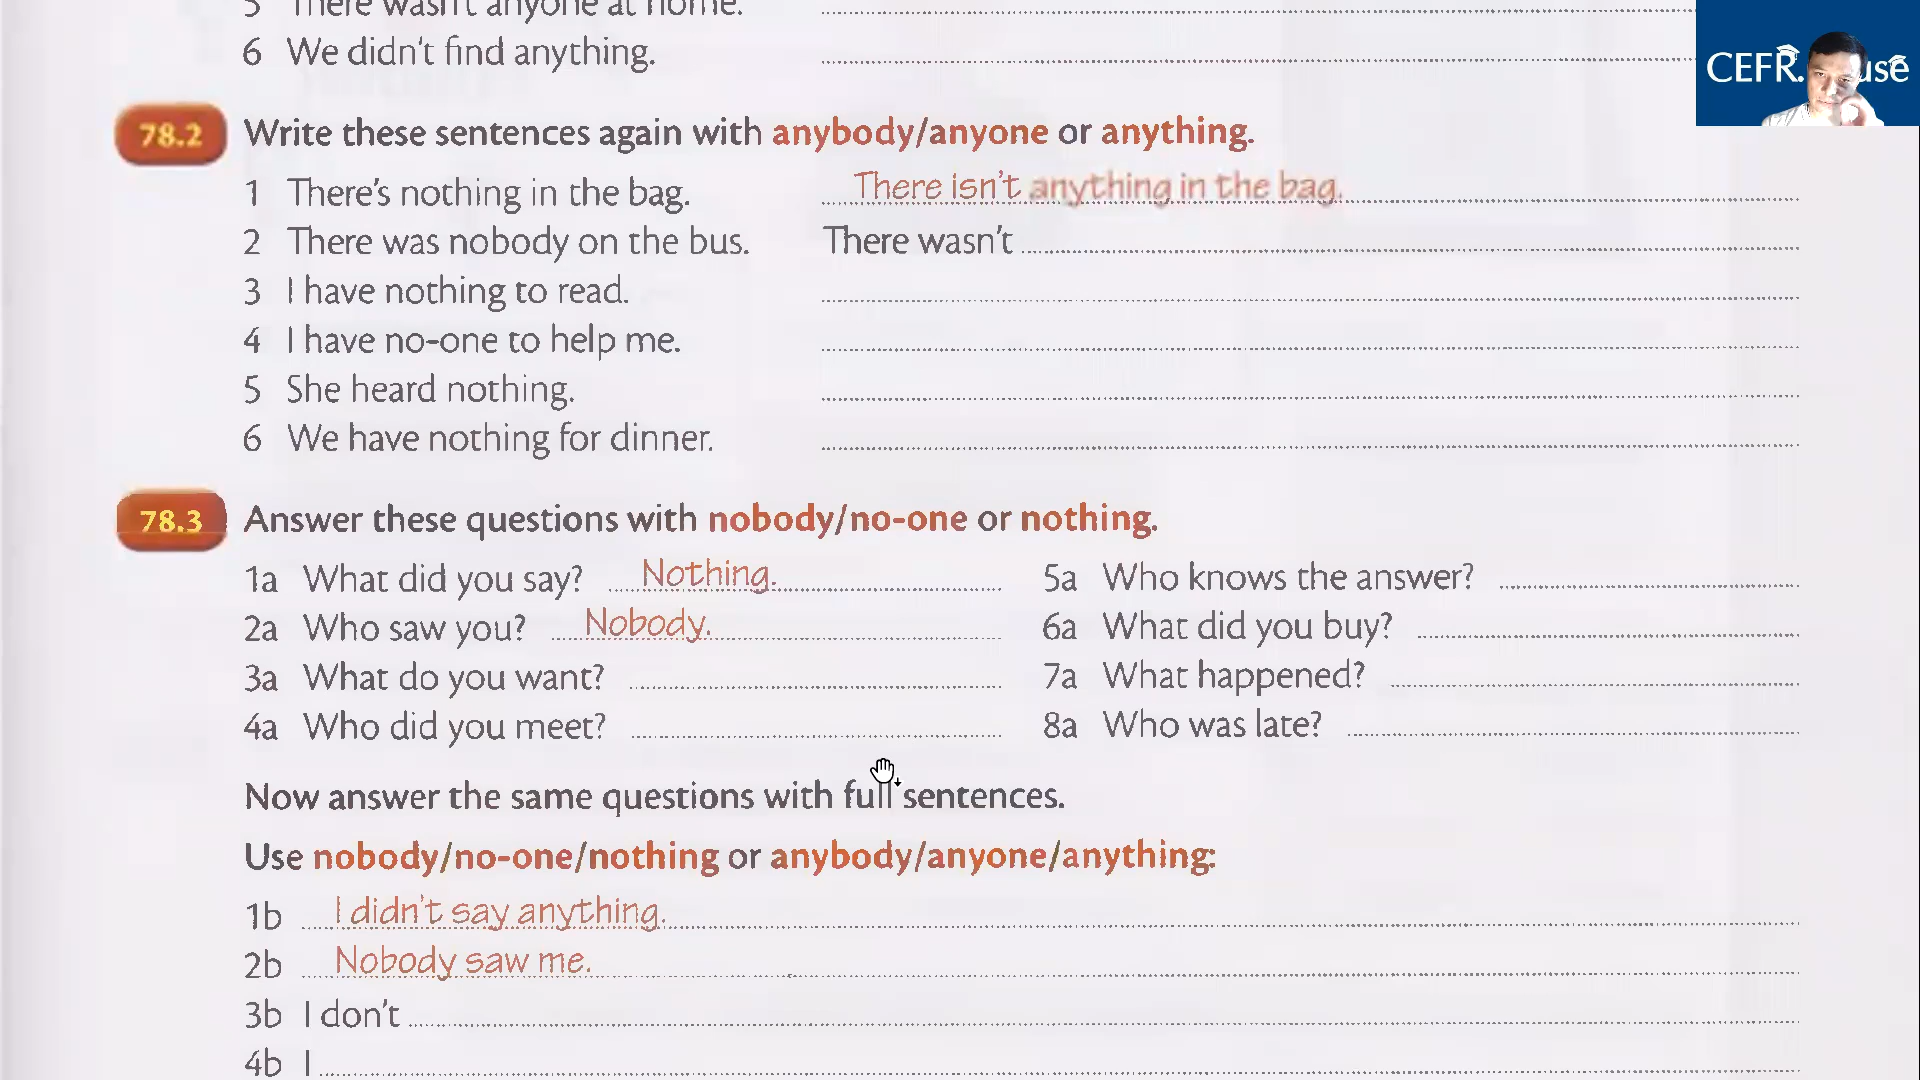 5 There wasn't anyone at home.
6 We didn't find anything.
CEFR. use
78.2 Write these sentences again with anybody/anyone or anything.
1 There's nothing in the bag. There isn't anything in the bag.
2 There was nobody on the bus. There wasn't
3 I have nothing to read.
4 I have no-one to help me.
5 She heard nothing.
6 We have nothing for dinner.
78.3 Answer these questions with nobody/no-one or nothing.
1a What did you say? Nothing.
2a Who saw you? Nobody.
3a What do you want?
4a Who did you meet?
5a Who knows the answer?
6a What did you buy?
7a What happened?
8a Who was late?
Now answer the same questions with full sentences.
Use nobody/no-one/nothing or anybody/anyone/anything:
1b I didn't say anything.
2b Nobody saw me.
3b I don't
4b I